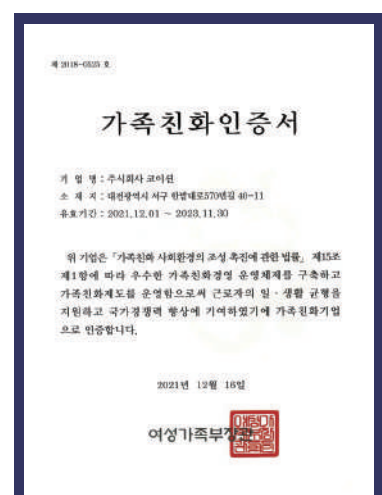 제 2018-0525 호
가족친화인증서
기 업 명 : 주식회사 코이션
소 재 지 : 대전광역시 서구 한밭대로570번길 40-11
유효기간 : 2021.12.01 ~ 2023.11.30
위 기업은 「가족친화 사회환경의 조성 촉진에 관한 법률」 제15조
제1항에 따라 우수한 가족친화경영 운영체제를 구축하고
가족친화제도를 운영함으로써 근로자의 일 · 생활 균형을
지원하고 국가경쟁력 향상에 기여하였기에 가족친화기업
으로 인증합니다.
2021년 12월 16일
여성가족부장관